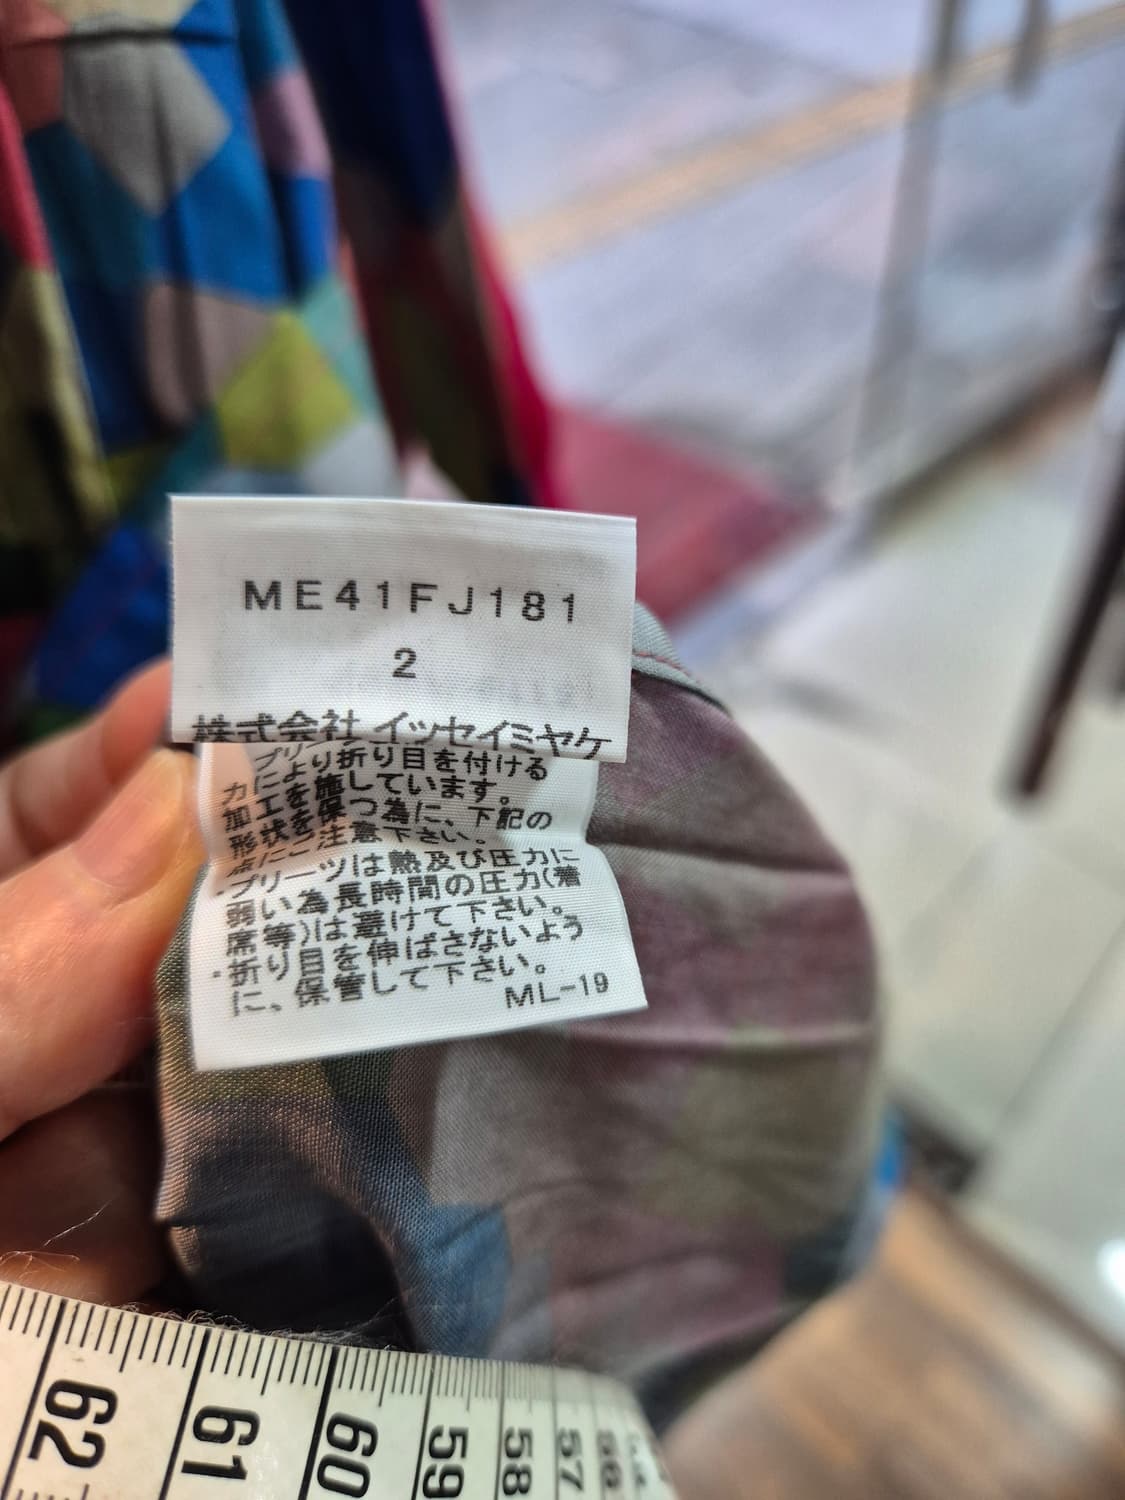 ME41FJ181
2
株式会社 イッセイミヤケ
プリー
カにより折り目を付ける
加工を施しています。
形状を保つ為に、下記の
点にご注意下さい。
・プリーツは熱及び圧力に
弱い為長時間の圧力(着
席等)は避けて下さい。
・折り目を伸ばさないよう
に、保管して下さい。
ML-19
62 61 60 59 58 57